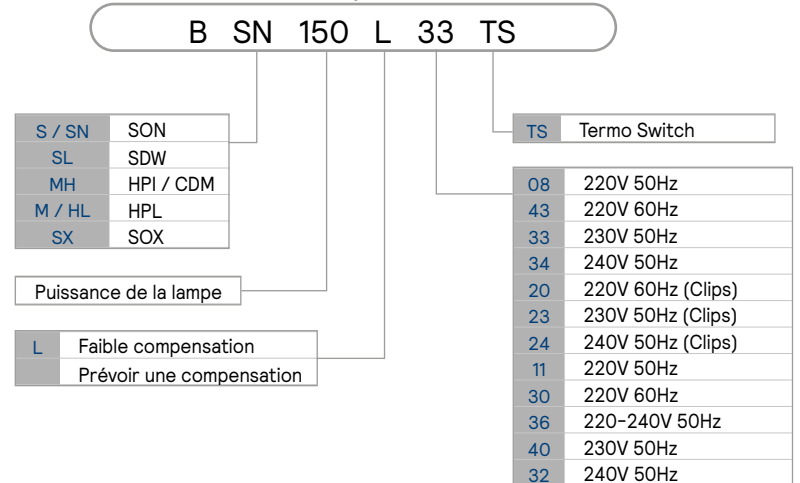 B SN 150 L 33 TS
S / SN SON
SL SDW
MH HPI / CDM
M / HL HPL
SX SOX
Puissance de la lampe
L Faible compensation
Prévoir une compensation
TS Termo Switch
08 220V 50Hz
43 220V 60Hz
33 230V 50Hz
34 240V 50Hz
20 220V 60Hz (Clips)
23 230V 50Hz (Clips)
24 240V 50Hz (Clips)
11 220V 50Hz
30 220V 60Hz
36 220-240V 50Hz
40 230V 50Hz
32 240V 50Hz